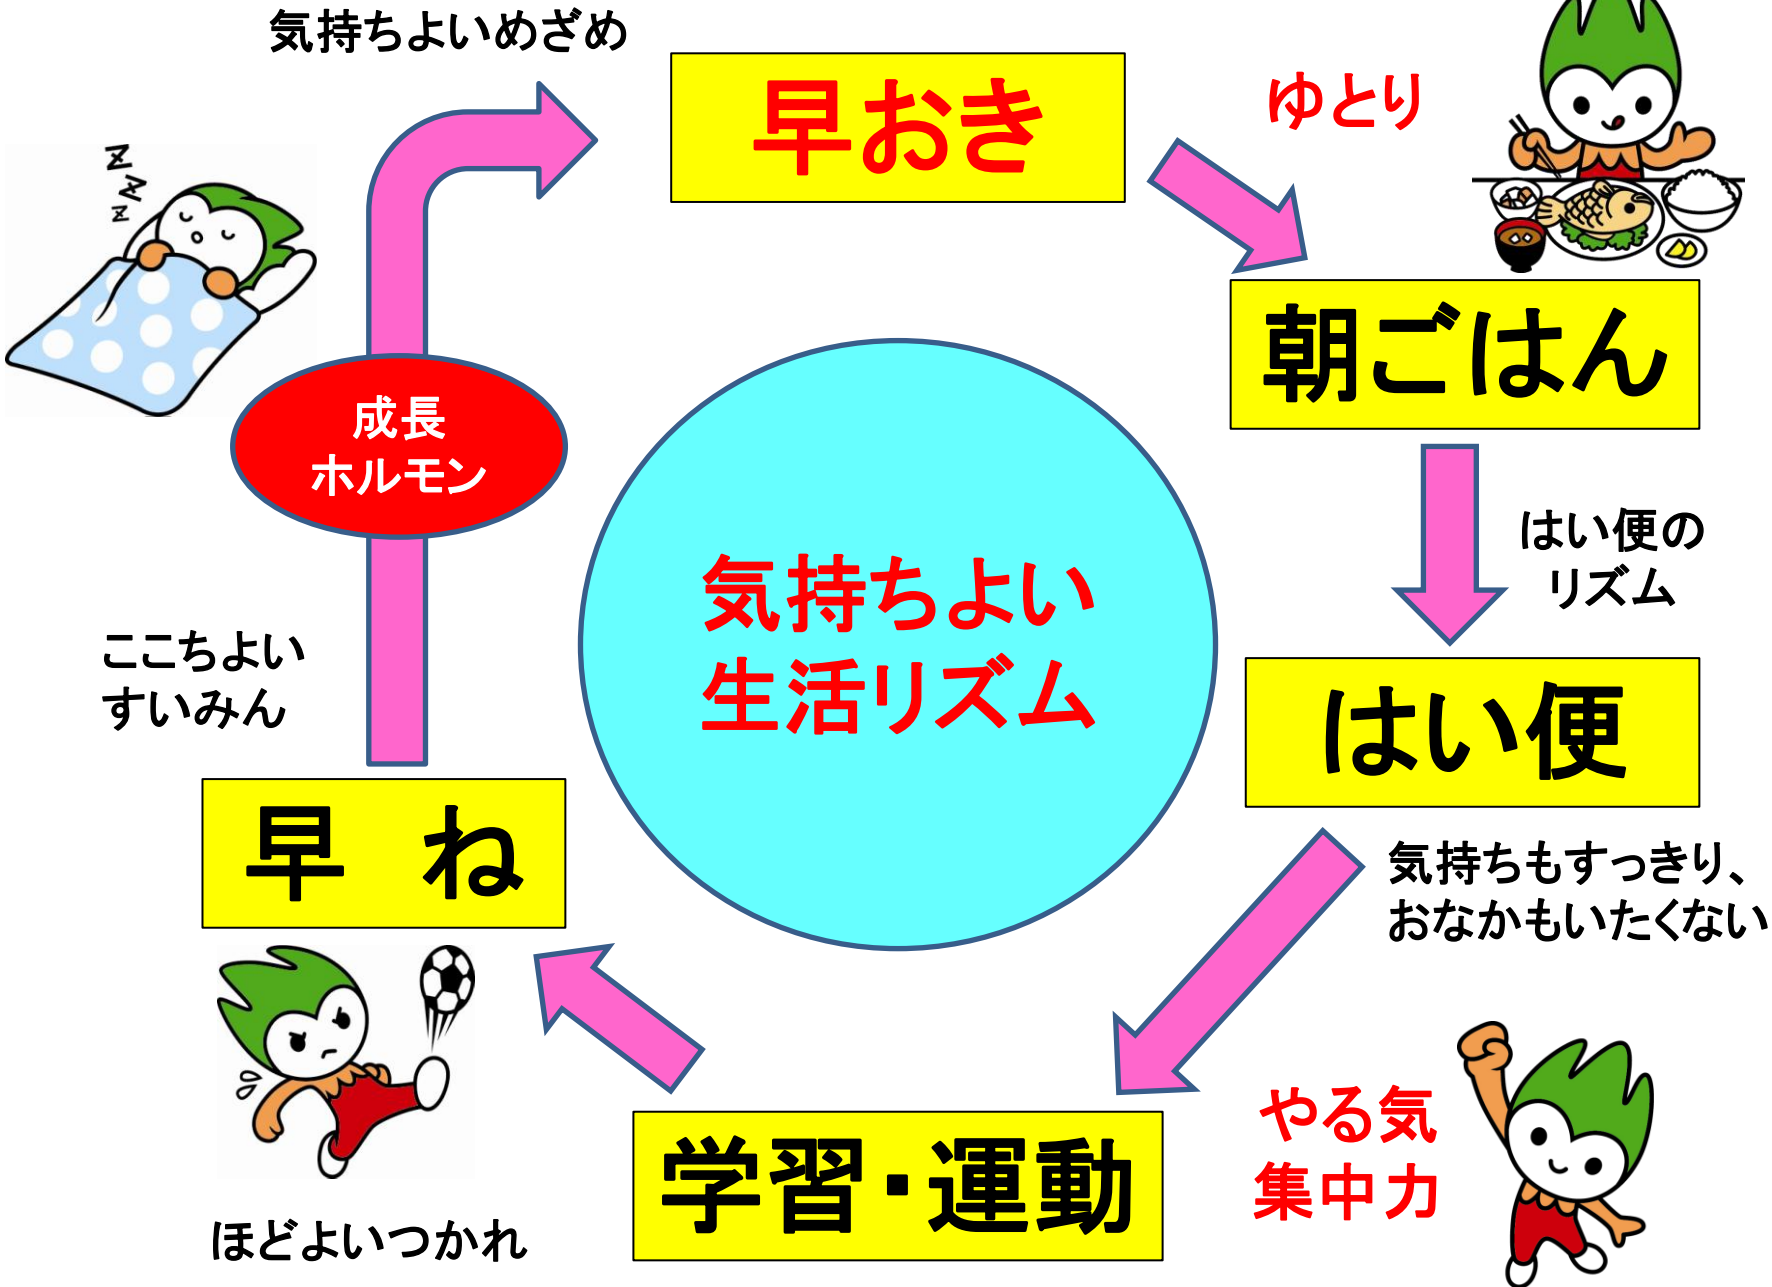 気持ちよいめざめ
早おき
ゆとり
朝ごはん
はい便の
リズム
はい便
気持ちもすっきり、
おなかもいたくない
やる気
集中力
学習・運動
ほどよいつかれ
早　ね
ここちよい
すいみん
成長
ホルモン
z
z
z
気持ちよい
生活リズム